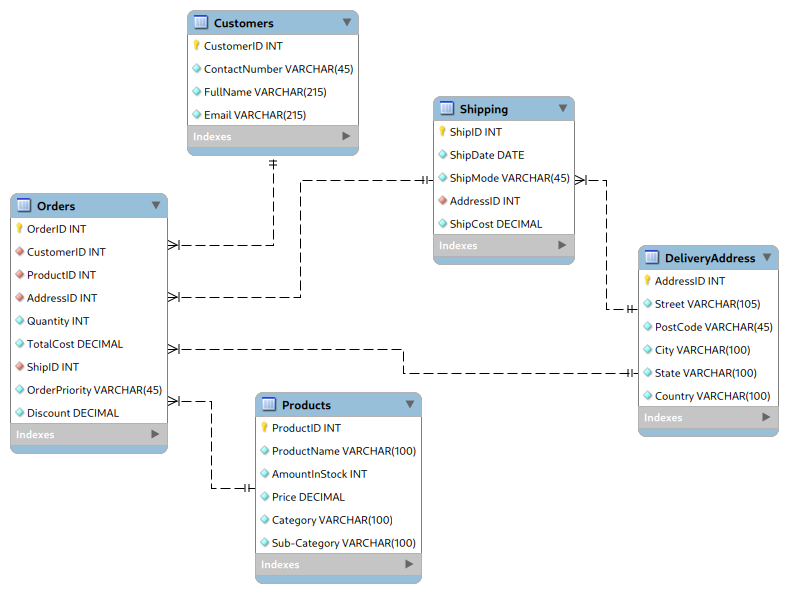 Customers
CustomerID INT
ContactNumber VARCHAR(45)
FullName VARCHAR(215)
Email VARCHAR(215)
Indexes
Shipping
ShipID INT
ShipDate DATE
ShipMode VARCHAR(45)
AddressID INT
ShipCost DECIMAL
Indexes
Orders
OrderID INT
CustomerID INT
ProductID INT
AddressID INT
Quantity INT
TotalCost DECIMAL
ShipID INT
OrderPriority VARCHAR(45)
Discount DECIMAL
Indexes
DeliveryAddress
AddressID INT
Street VARCHAR(105)
PostCode VARCHAR(45)
City VARCHAR(100)
State VARCHAR(100)
Country VARCHAR(100)
Indexes
Products
ProductID INT
ProductName VARCHAR(100)
AmountInStock INT
Price DECIMAL
Category VARCHAR(100)
Sub-Category VARCHAR(100)
Indexes